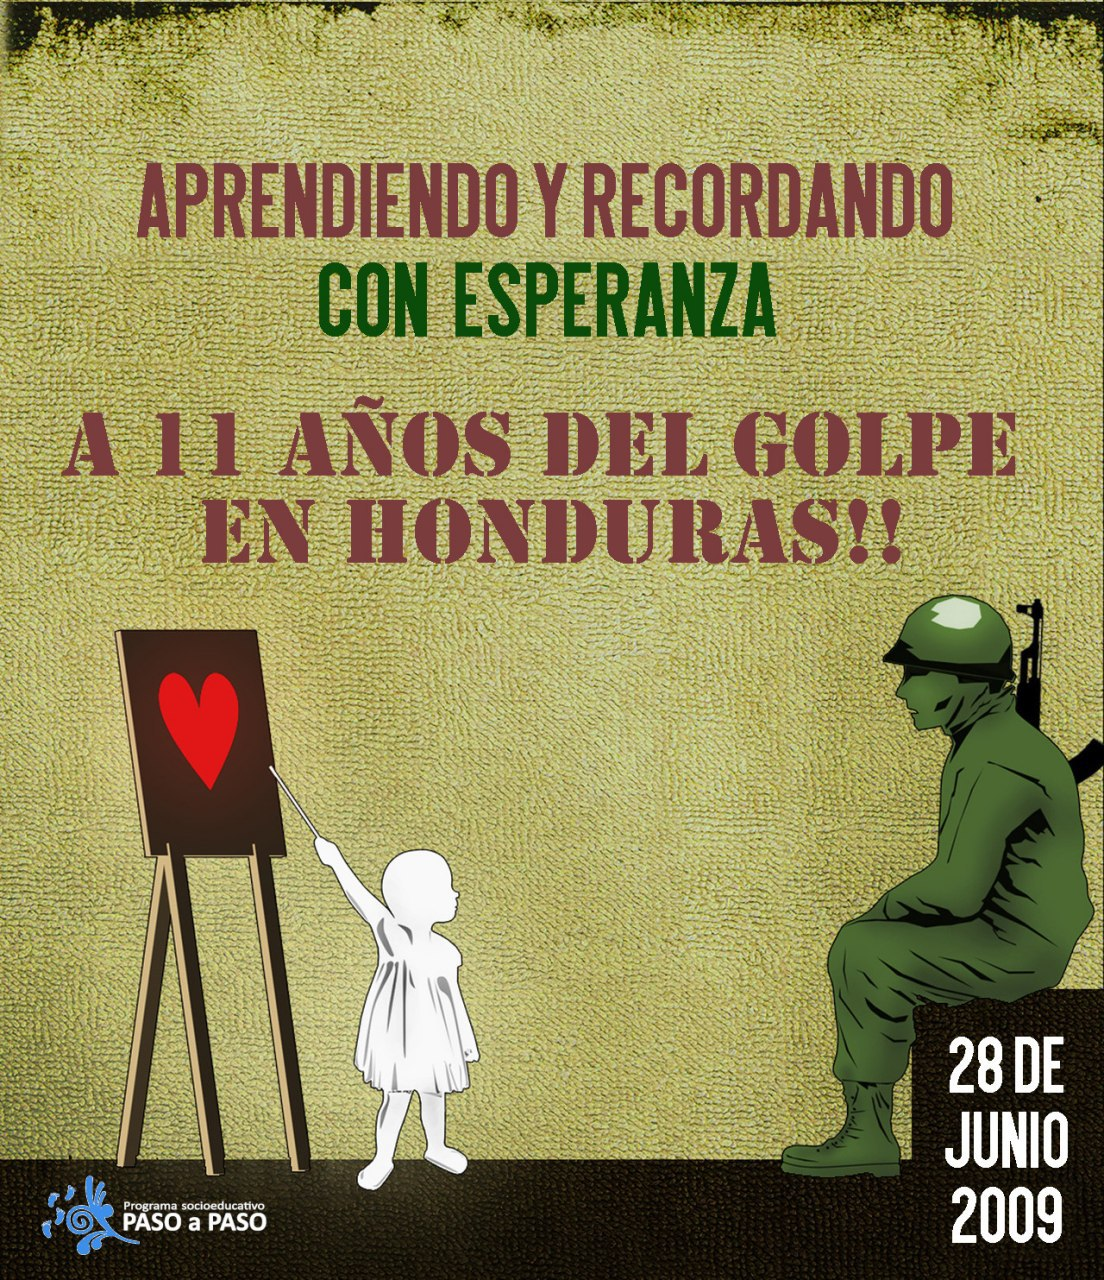 APRENDIENDO Y RECORDANDO
CON ESPERANZA
A 11 AÑOS DEL GOLPE
EN HONDURAS!!
28 DE
JUNIO
2009
Programa socioeducativo
PASO a PASO